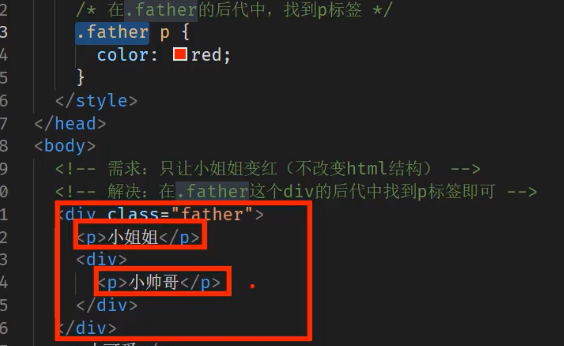 2 /* 在.father的后代中，找到p标签 */
3 .father p {
4 color: red;
5 }
6 </style>
7 </head>
8 <body>
9 <!-- 需求：只让小姐姐变红（不改变html结构） -->
0 <!-- 解决：在.father这个div的后代中找到p标签即可 -->
1 <div class="father">
2 <p>小姐姐</p>
3 <div>
4 <p>小帅哥</p>
5 </div>
6 </div>